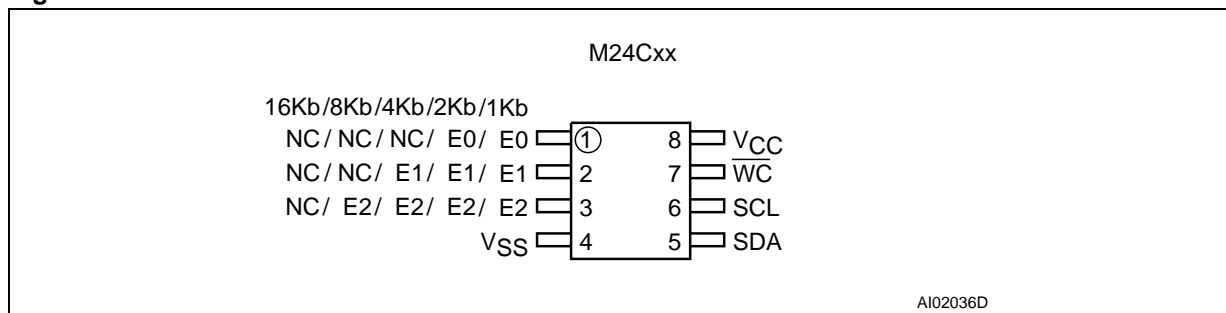 M24Cxx
16Kb/8Kb/4Kb/2Kb/1Kb
NC/ NC/ NC/ E0/ E0 1 8 VCC
NC/ NC/ E1/ E1/ E1 2 7 W̅C̅
NC/ E2/ E2/ E2/ E2 3 6 SCL
VSS 4 5 SDA
AI02036D